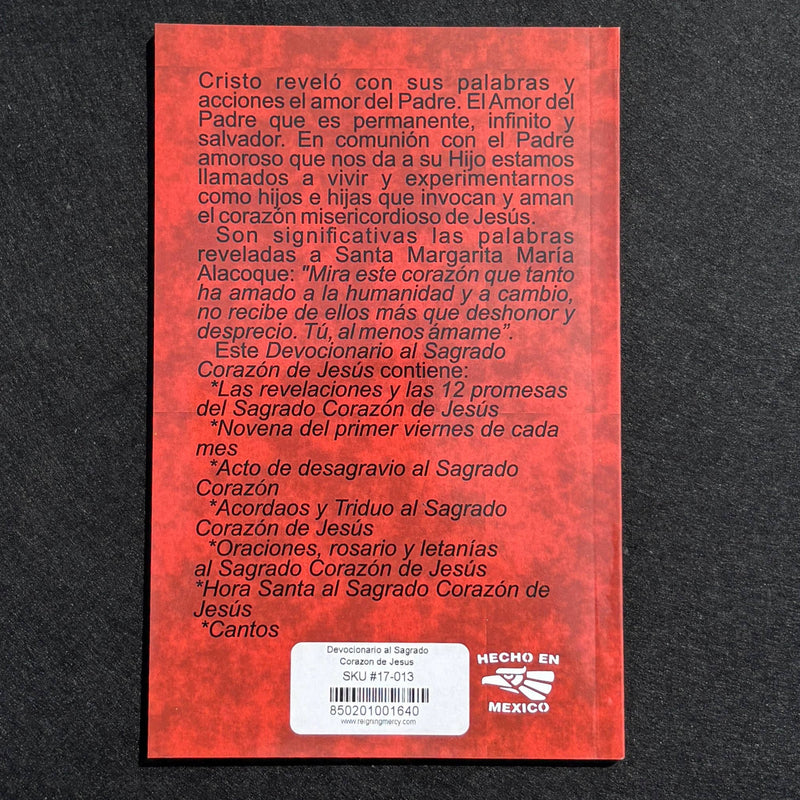 Cristo reveló con sus palabras y
acciones el amor del Padre. El Amor del
Padre que es permanente, infinito y
salvador. En comunión con el Padre
amoroso que nos da a su Hijo estamos
llamados a vivir y experimentarnos
como hijos e hijas que invocan y aman
el corazón misericordioso de Jesús.
Son significativas las palabras
reveladas a Santa Margarita María
Alacoque: "Mira este corazón que tanto
ha amado a la humanidad y a cambio,
no recibe de ellos más que deshonor y
desprecio. Tú, al menos ámame”.
Este Devocionario al Sagrado
Corazón de Jesús contiene:
*Las revelaciones y las 12 promesas
del Sagrado Corazón de Jesús
*Novena del primer viernes de cada
mes
*Acto de desagravio al Sagrado
Corazón
*Acordaos y Triduo al Sagrado
Corazón de Jesús
*Oraciones, rosario y letanías
al Sagrado Corazón de Jesús
*Hora Santa al Sagrado Corazón de
Jesús
*Cantos
Devocionario al Sagrado
Corazon de Jesus
SKU #17-013
850201001640
www.reigningmercy.com
HECHO EN
MEXICO